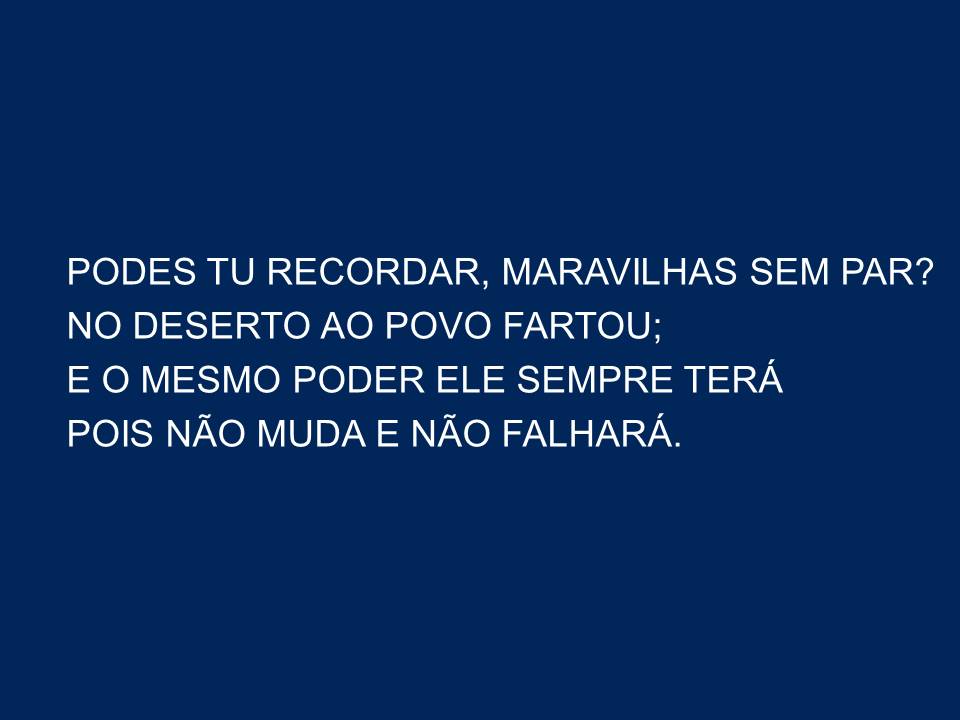 PODES TU RECORDAR, MARAVILHAS SEM PAR?
NO DESERTO AO POVO FARTOU;
E O MESMO PODER ELE SEMPRE TERÁ
POIS NÃO MUDA E NÃO FALHARÁ.